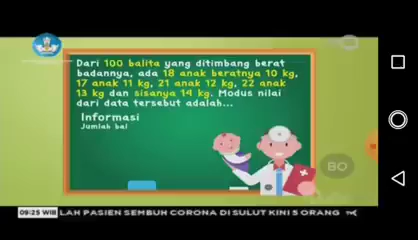 Dari 100 balita yang ditimbang berat
badannya, ada 18 anak beratnya 10 kg,
17 anak 11 kg, 21 anak 12 kg, 22 anak
13 kg dan sisanya 14 kg. Modus nilai
dari data tersebut adalah...
Informasi
Jumlah bal
BO
09:25 WIB LAH PASIEN SEMBUH CORONA DI SULUT KINI 5 ORANG